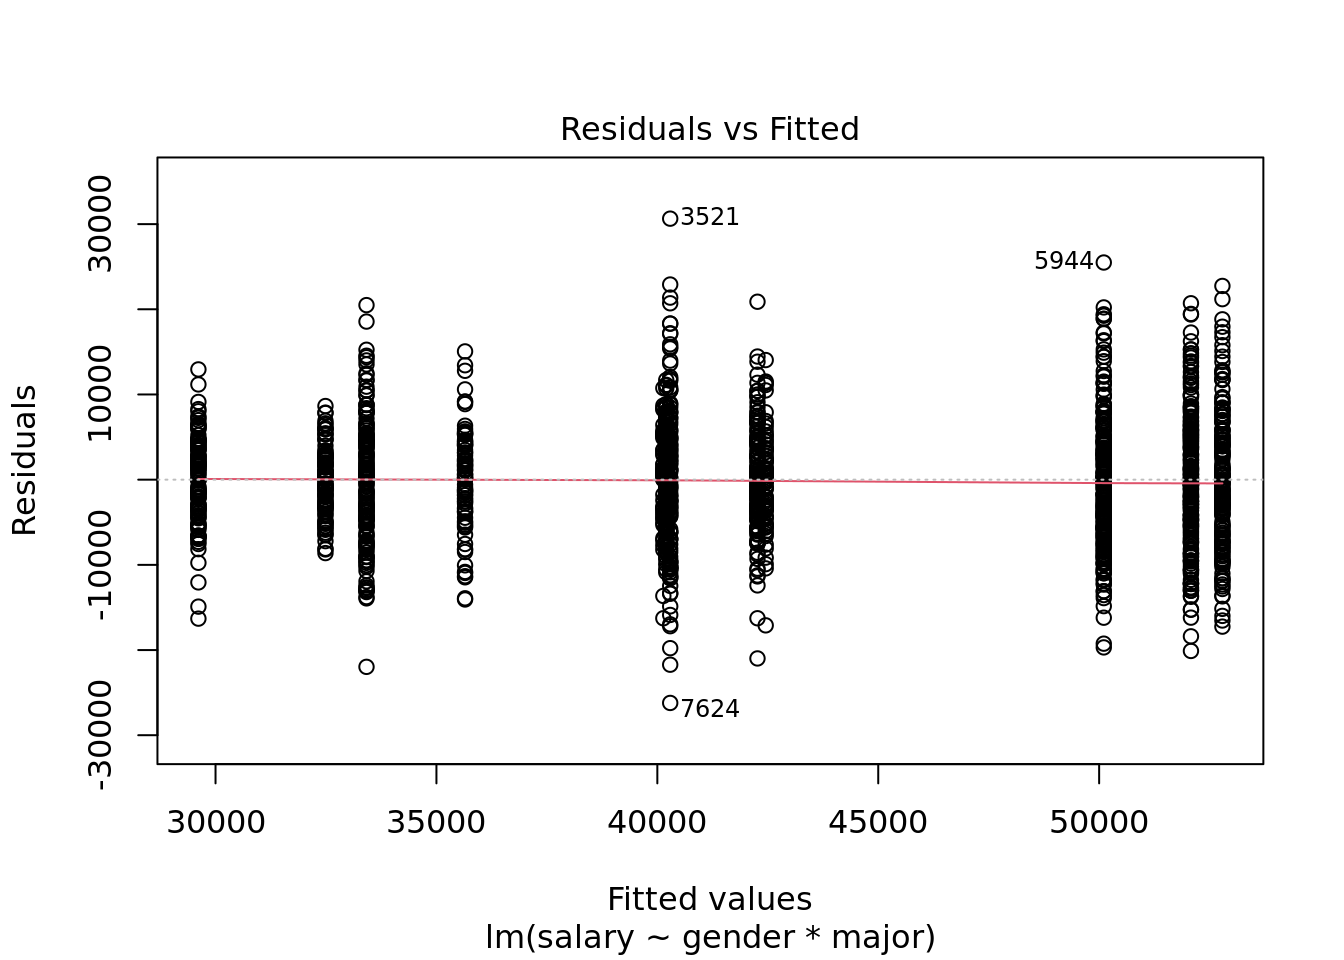 Residuals vs Fitted
30000
10000
-10000
-30000
Residuals
3521
5944
7624
30000 35000 40000 45000 50000
Fitted values
lm(salary ~ gender * major)